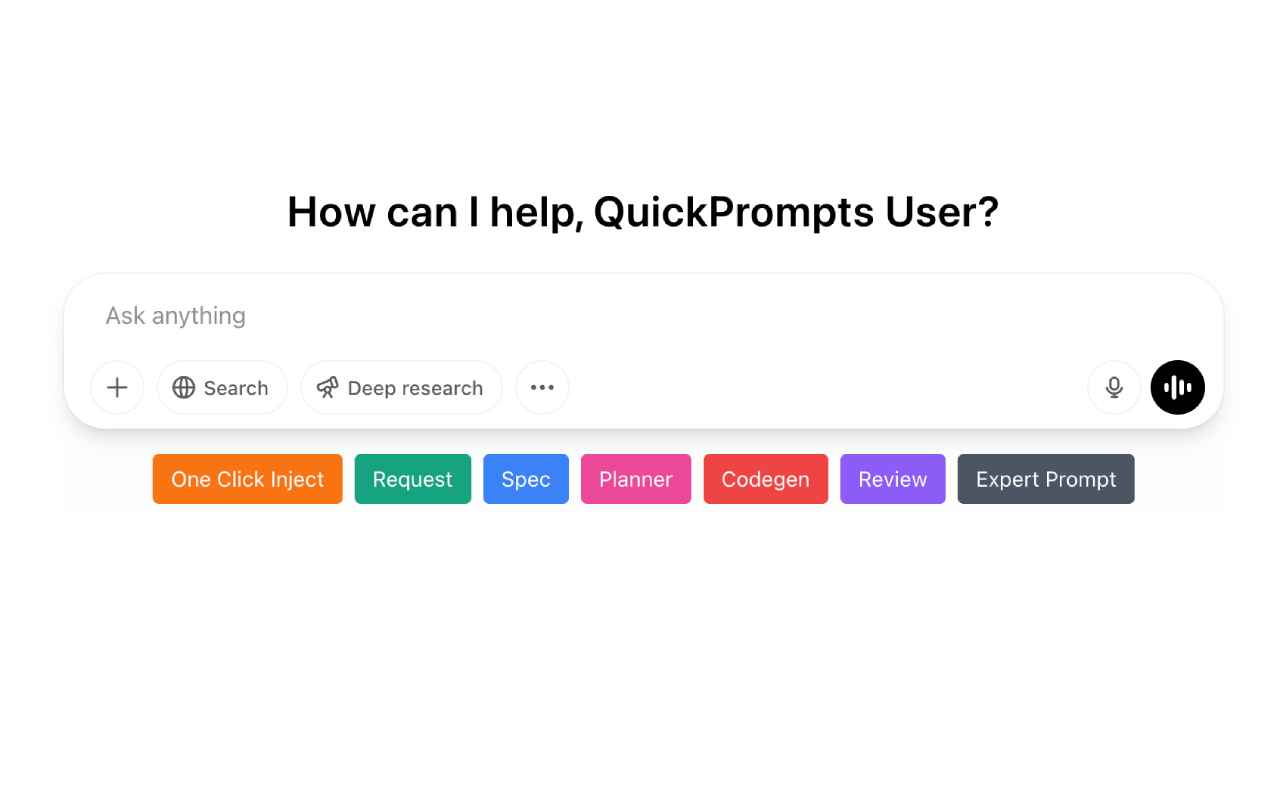 How can I help, QuickPrompts User?
Ask anything
Search Deep research
One Click Inject Request Spec Planner Codegen Review Expert Prompt